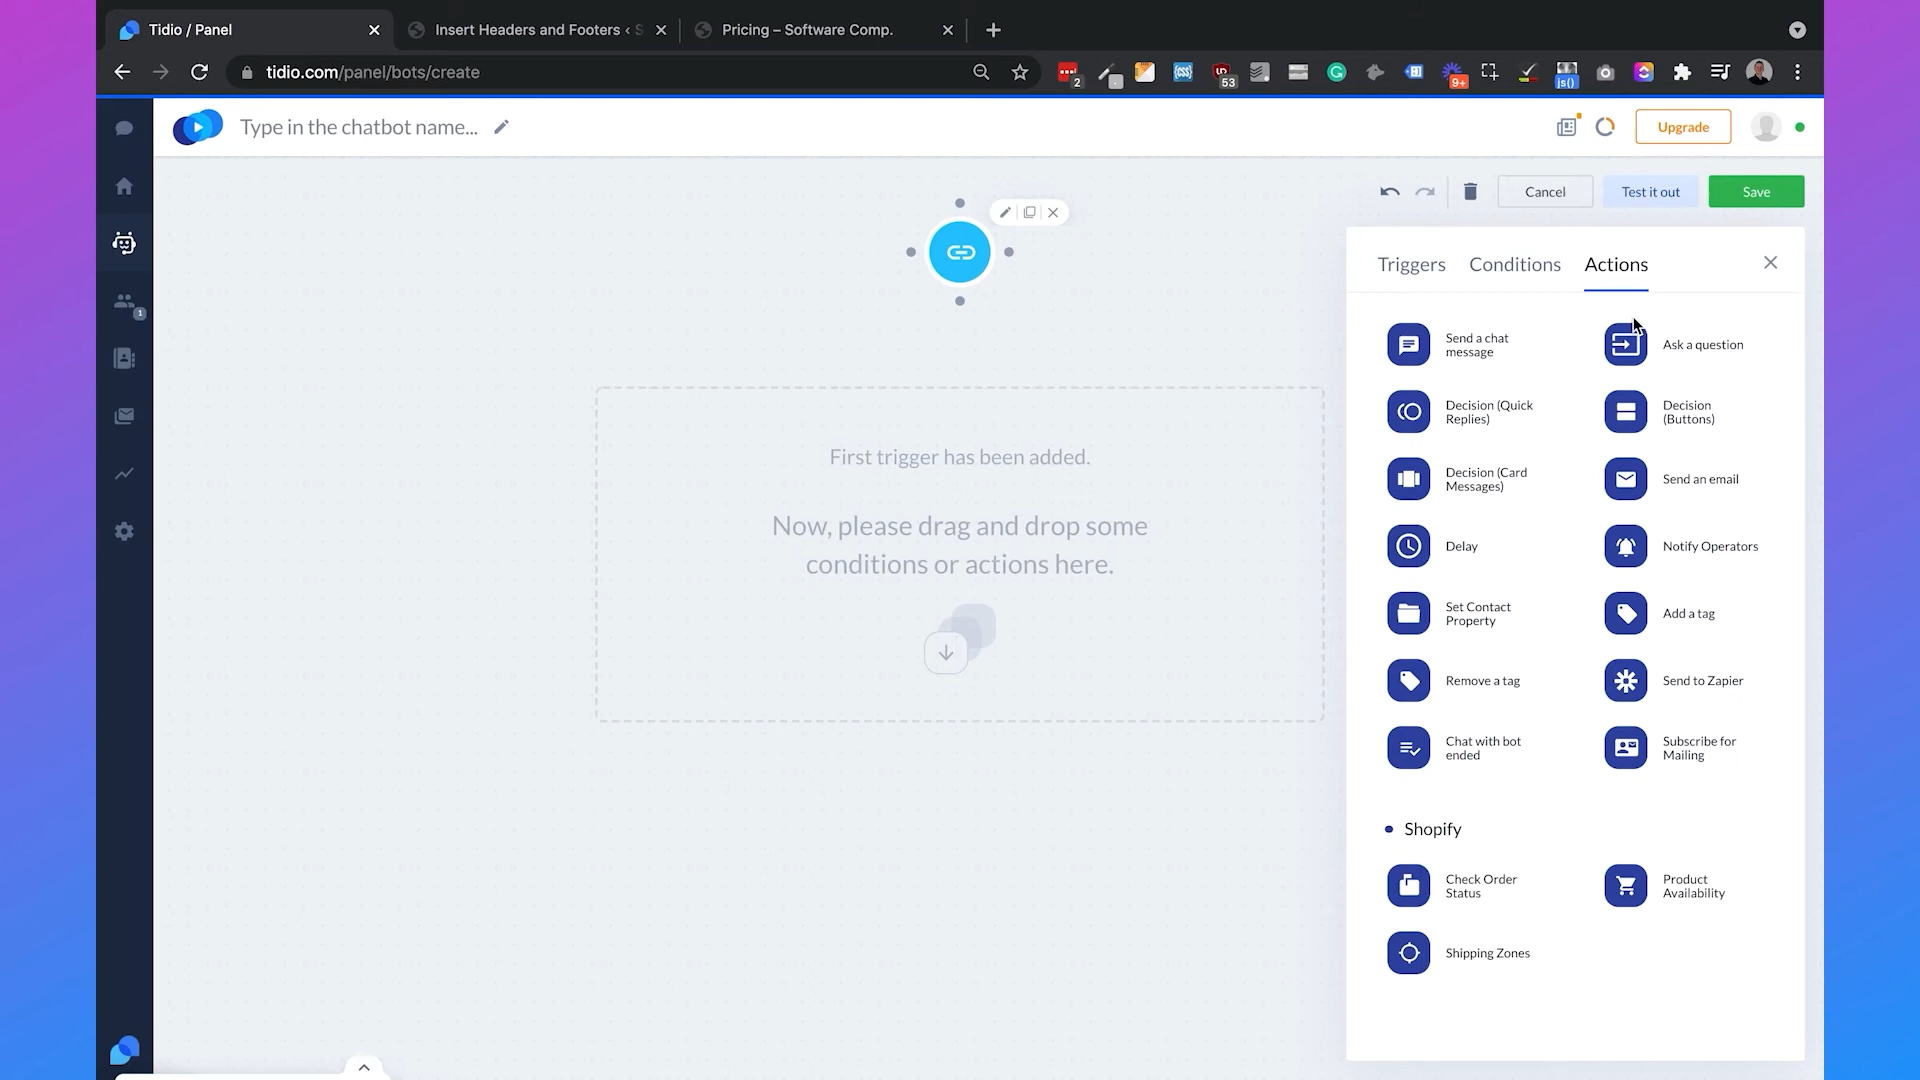 Tidio / Panel
Insert Headers and Footers ‹ S
Pricing – Software Comp.
tidio.com/panel/bots/create
2
53
9+
js()
Type in the chatbot name...
Upgrade
Cancel
Test it out
Save
1
Triggers
Conditions
Actions
First trigger has been added.
Now, please drag and drop some
conditions or actions here.
Send a chat
message
Ask a question
Decision (Quick
Replies)
Decision
(Buttons)
Decision (Card
Messages)
Send an email
Delay
Notify Operators
Set Contact
Property
Add a tag
Remove a tag
Send to Zapier
Chat with bot
ended
Subscribe for
Mailing
Shopify
Check Order
Status
Product
Availability
Shipping Zones